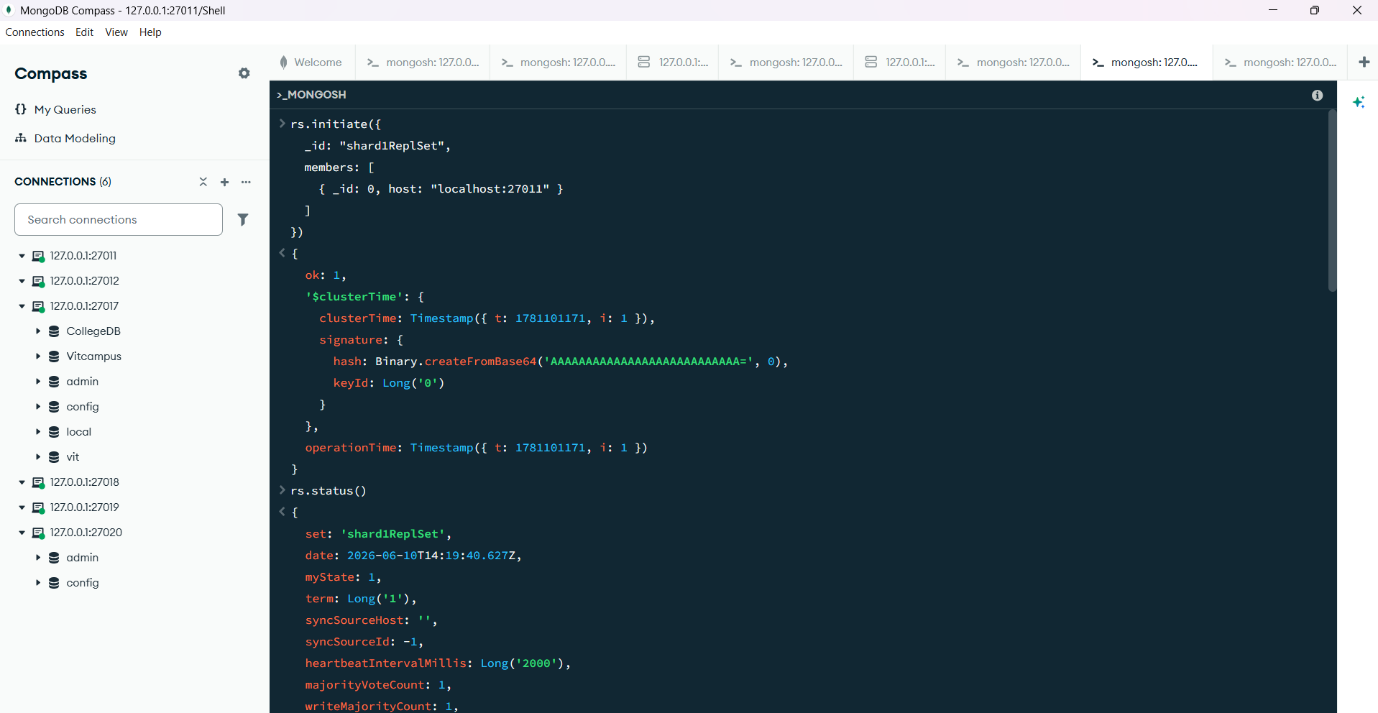 MongoDB Compass - 127.0.0.1:27011/Shell
Connections Edit View Help
Compass
My Queries
Data Modeling
CONNECTIONS (6)
Search connections
127.0.0.1:27011
127.0.0.1:27012
127.0.0.1:27017
CollegeDB
Vitcampus
admin
config
local
vit
127.0.0.1:27018
127.0.0.1:27019
127.0.0.1:27020
admin
config
Welcome
mongosh: 127.0.0...
mongosh: 127.0.0....
127.0.0.1:...
mongosh: 127.0.0...
127.0.0.1:...
mongosh: 127.0.0...
mongosh: 127.0....
mongosh: 127.0.0...
>_MONGOSH
> rs.initiate({
_id: "shard1ReplSet",
members: [
{ _id: 0, host: "localhost:27011" }
]
})
< {
ok: 1,
'$clusterTime': {
clusterTime: Timestamp({ t: 1781101171, i: 1 }),
signature: {
hash: Binary.createFromBase64('AAAAAAAAAAAAAAAAAAAAAAAAAAA=', 0),
keyId: Long('0')
}
},
operationTime: Timestamp({ t: 1781101171, i: 1 })
}
> rs.status()
< {
set: 'shard1ReplSet',
date: 2026-06-10T14:19:40.627Z,
myState: 1,
term: Long('1'),
syncSourceHost: '',
syncSourceId: -1,
heartbeatIntervalMillis: Long('2000'),
majorityVoteCount: 1,
writeMajorityCount: 1,